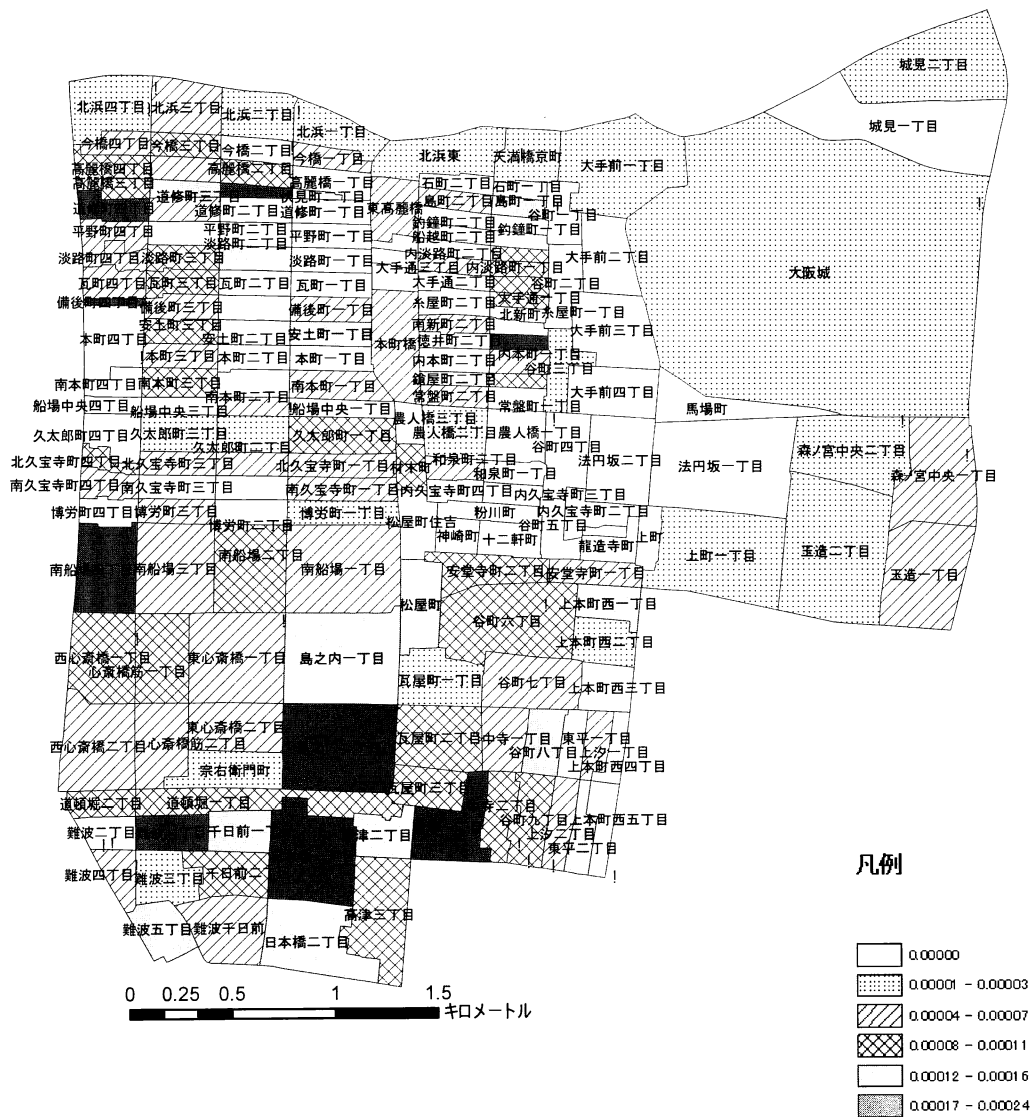 城見二丁目
城見一丁目
北浜四丁目
北浜三丁目
北浜二丁目
北浜一丁目
北浜東
天満橋京町
大手前一丁目
今橋四丁目
今橋三丁目
今橋二丁目
今橋一丁目
高麗橋四丁目
高麗橋三丁目
高麗橋二丁目
高麗橋一丁目
石町二丁目
石町一丁目
伏見町二丁目
道修町三丁目
道修町二丁目
道修町一丁目
東高麗橋
島町二丁目
島町一丁目
谷町一丁目
平野町四丁目
平野町二丁目
平野町一丁目
釣鐘町二丁目
釣鐘町一丁目
船越町二丁目
淡路町四丁目
淡路町三丁目
淡路町二丁目
淡路町一丁目
内淡路町二丁目
内淡路町一丁目
大手前二丁目
大手通三丁目
大手通二丁目
大手通一丁目
谷町二丁目
大阪城
瓦町四丁目
瓦町三丁目
瓦町二丁目
瓦町一丁目
備後町四丁目
備後町三丁目
備後町一丁目
糸屋町二丁目
糸屋町一丁目
北新町
安土町三丁目
安土町二丁目
安土町一丁目
南新町二丁目
大手前三丁目
本町四丁目
本町三丁目
本町二丁目
本町一丁目
本町橋
徳井町二丁目
内本町二丁目
内本町一丁目
谷町三丁目
南本町四丁目
南本町三丁目
南本町二丁目
南本町一丁目
鎗屋町二丁目
常盤町二丁目
常盤町一丁目
大手前四丁目
馬場町
船場中央四丁目
船場中央三丁目
船場中央一丁目
農人橋三丁目
農人橋二丁目
農人橋一丁目
久太郎町四丁目
久太郎町三丁目
久太郎町二丁目
久太郎町一丁目
谷町四丁目
法円坂二丁目
法円坂一丁目
森ノ宮中央二丁目
森ノ宮中央一丁目
北久宝寺町四丁目
北久宝寺町三丁目
北久宝寺町一丁目
材木町
和泉町二丁目
和泉町一丁目
南久宝寺町四丁目
南久宝寺町三丁目
南久宝寺町一丁目
内久宝寺町四丁目
内久宝寺町三丁目
内久宝寺町二丁目
博労町四丁目
博労町三丁目
博労町二丁目
博労町一丁目
松屋町住吉
粉川町
谷町五丁目
神崎町
十二軒町
龍造寺町
上町
上町一丁目
玉造二丁目
玉造一丁目
南船場三丁目
南船場二丁目
南船場一丁目
安堂寺町二丁目
安堂寺町一丁目
松屋町
谷町六丁目
上本町西一丁目
上本町西二丁目
西心斎橋一丁目
心斎橋筋一丁目
東心斎橋一丁目
島之内一丁目
瓦屋町一丁目
谷町七丁目
上本町西三丁目
西心斎橋二丁目
心斎橋筋二丁目
東心斎橋二丁目
宗右衛門町
瓦屋町二丁目
中寺一丁目
谷町八丁目
東平一丁目
上汐一丁目
上本町西四丁目
瓦屋町三丁目
道頓堀二丁目
道頓堀一丁目
谷町九丁目
上本町西五丁目
上汐二丁目
東平二丁目
難波二丁目
千日前一
津二丁目
寺二丁目
難波四丁目
難波三丁目
千日前二
高津三丁目
難波五丁目
難波千日前
日本橋二丁目
0 0.25 0.5 1 1.5
キロメートル
凡例
0.00000
0.00001 - 0.00003
0.00004 - 0.00007
0.00008 - 0.00011
0.00012 - 0.00016
0.00017 - 0.00024